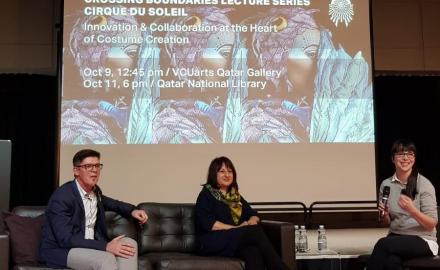 CROSSING BOUNDARIES LECTURE SERIES
CIRQUE DU SOLEIL
Innovation & Collaboration at the Heart
of Costume Creation
Oct 9, 12:45 pm / VCUarts Qatar Gallery
Oct 11, 6 pm / Qatar National Library